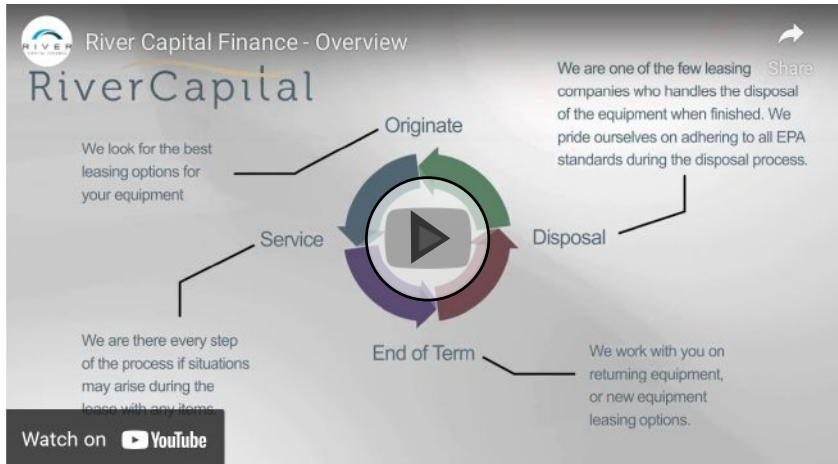 RIVER
River Capital Finance - Overview
Share
RiverCapital
Originate
We look for the best
leasing options for
your equipment
We are one of the few leasing
companies who handles the disposal
of the equipment when finished. We
pride ourselves on adhering to all EPA
standards during the disposal process.
Service
Disposal
We are there every step
of the process if situations
may arise during the
lease with any items.
End of Term
We work with you on
returning equipment,
or new equipment
leasing options.
Watch on YouTube